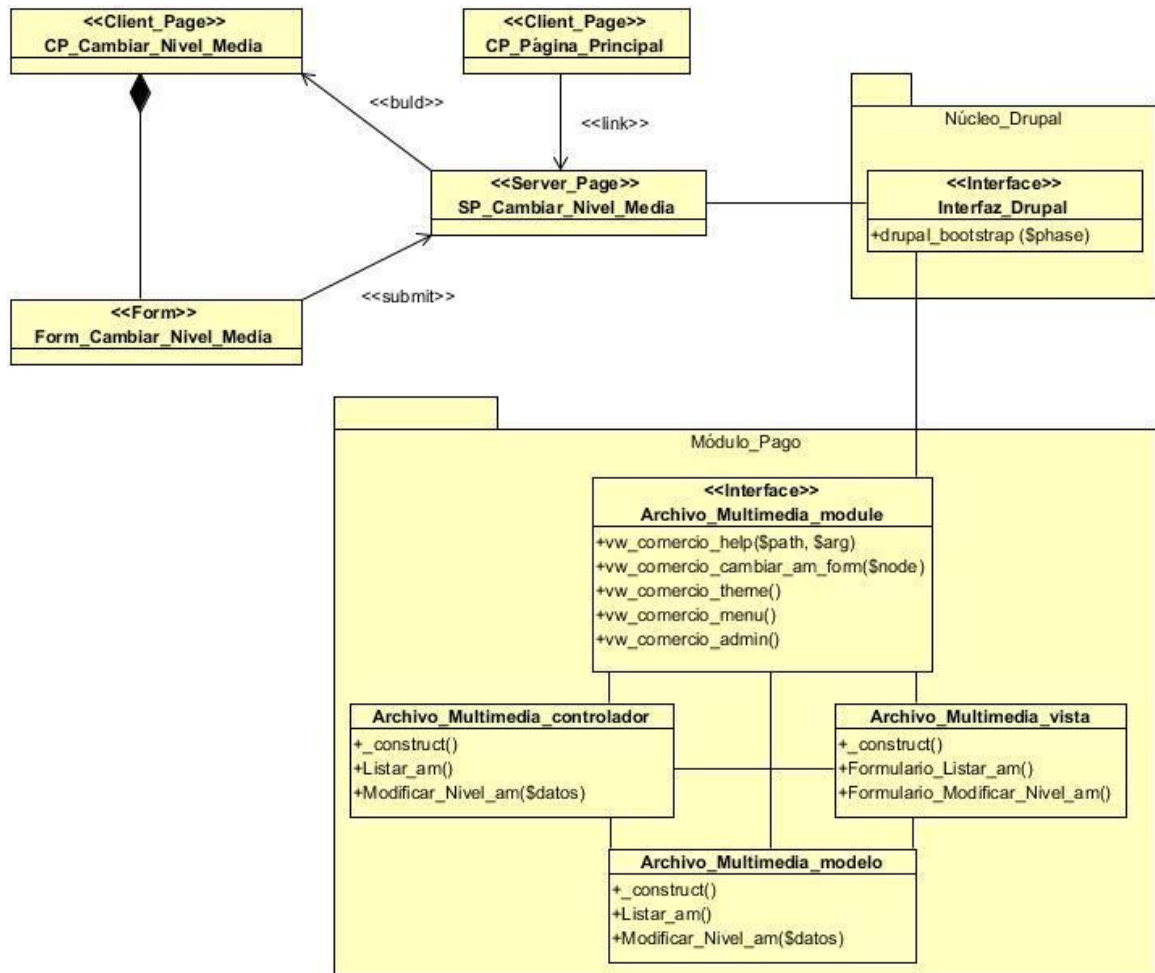 <<Client_Page>>
CP_Cambiar_Nivel_Media
<<Client_Page>>
CP_Página_Principal
<<buld>>
<<link>>
Núcleo_Drupal
<<Server_Page>>
SP_Cambiar_Nivel_Media
<<Interface>>
Interfaz_Drupal
+drupal_bootstrap ($phase)
<<submit>>
<<Form>>
Form_Cambiar_Nivel_Media
Módulo_Pago
<<Interface>>
Archivo_Multimedia_module
+vw_comercio_help($path, $arg)
+vw_comercio_cambiar_am_form($node)
+vw_comercio_theme()
+vw_comercio_menu()
+vw_comercio_admin()
Archivo_Multimedia_controlador
+_construct()
+Listar_am()
+Modificar_Nivel_am($datos)
Archivo_Multimedia_vista
+_construct()
+Formulario_Listar_am()
+Formulario_Modificar_Nivel_am()
Archivo_Multimedia_modelo
+_construct()
+Listar_am()
+Modificar_Nivel_am($datos)